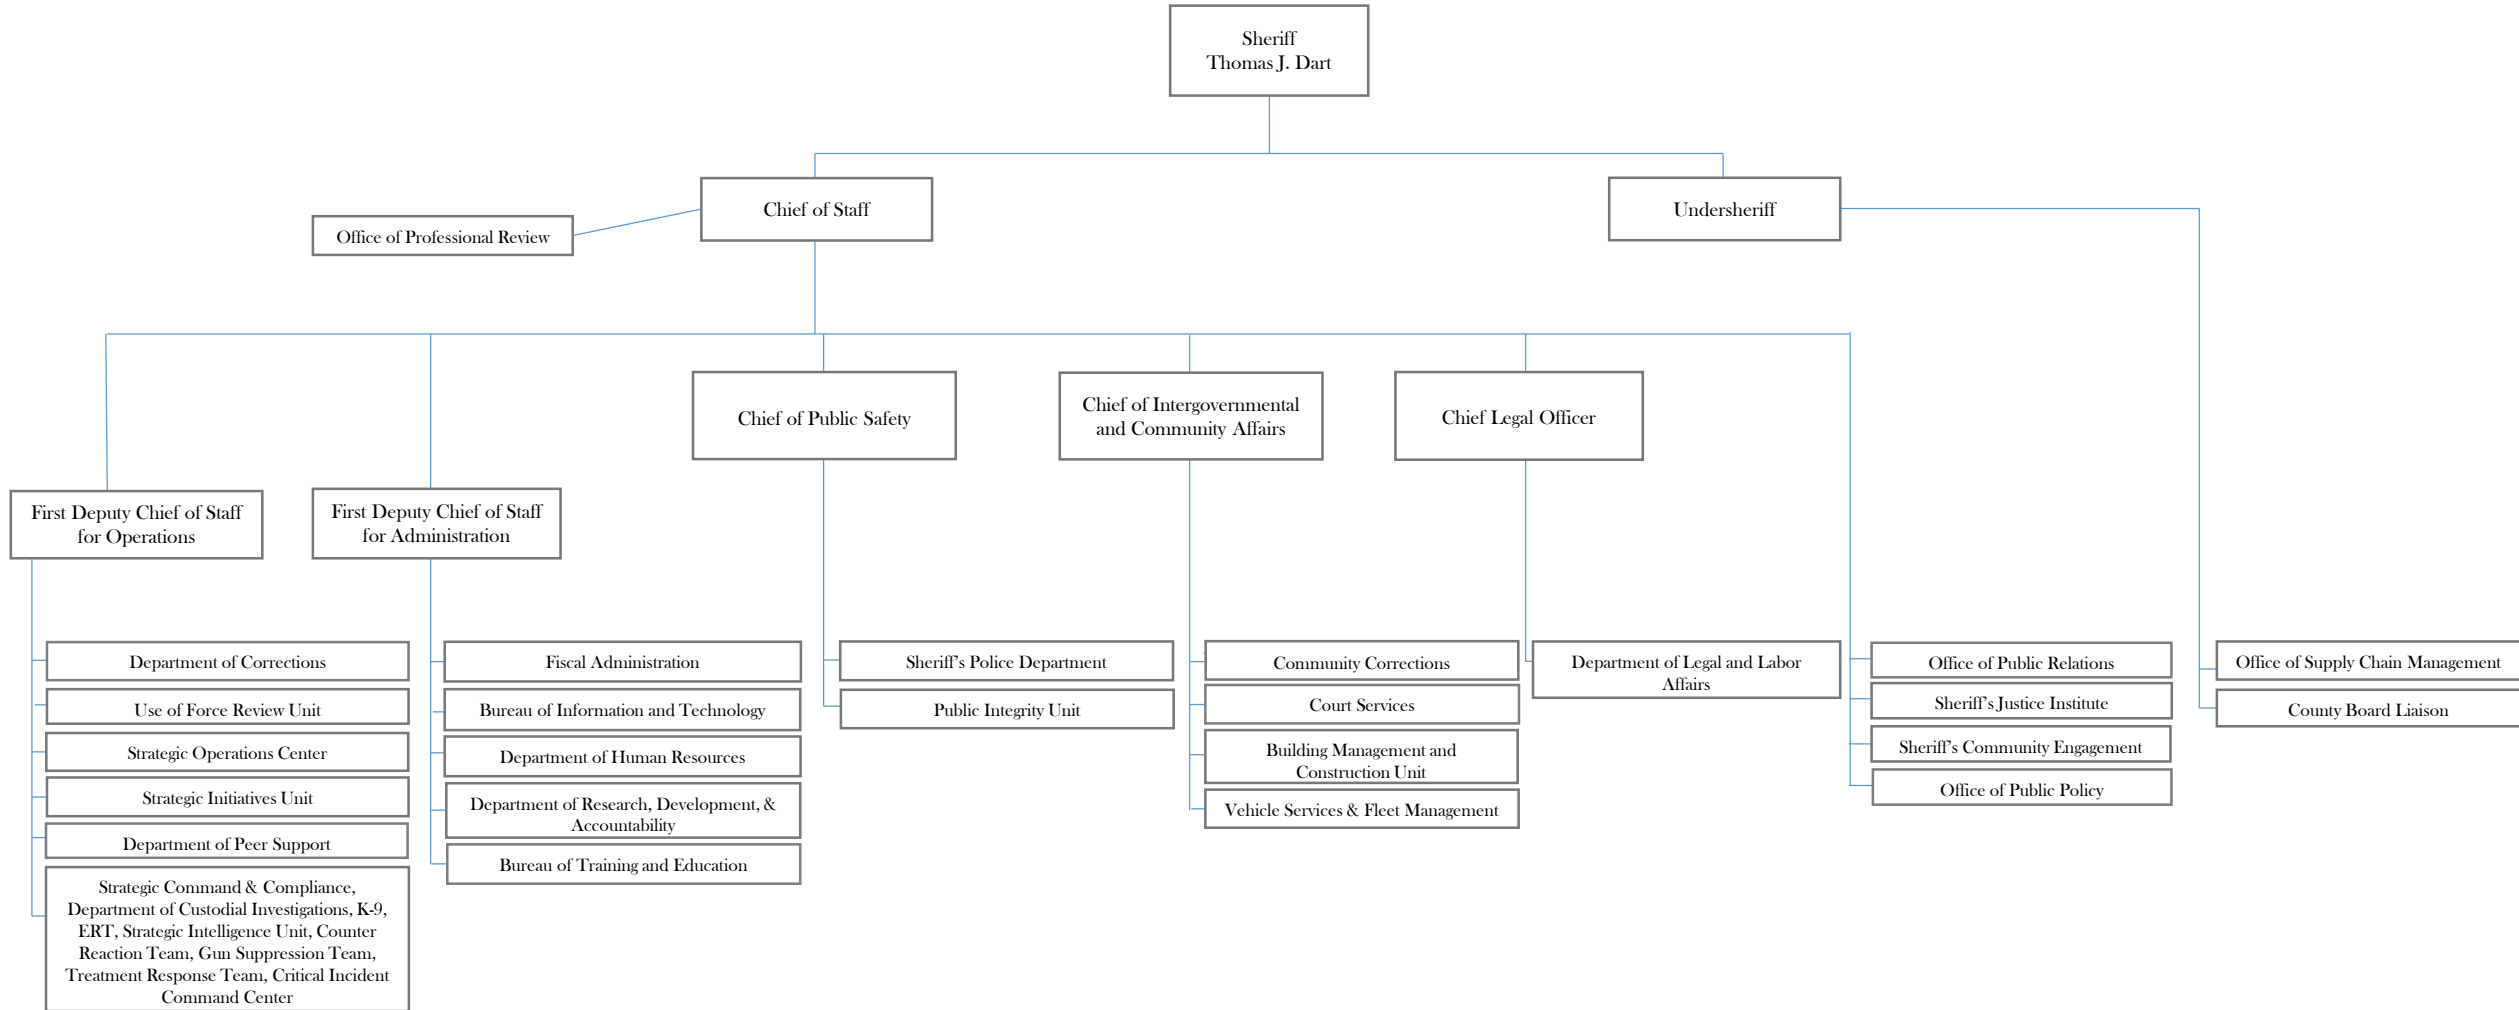 Sheriff
Thomas J. Dart
Chief of Staff
Undersheriff
Office of Professional Review
Chief of Public Safety
Chief of Intergovernmental
and Community Affairs
Chief Legal Officer
First Deputy Chief of Staff
for Operations
First Deputy Chief of Staff
for Administration
Department of Corrections
Use of Force Review Unit
Strategic Operations Center
Strategic Initiatives Unit
Department of Peer Support
Strategic Command & Compliance,
Department of Custodial Investigations, K-9,
ERT, Strategic Intelligence Unit, Counter
Reaction Team, Gun Suppression Team,
Treatment Response Team, Critical Incident
Command Center
Fiscal Administration
Bureau of Information and Technology
Department of Human Resources
Department of Research, Development, &
Accountability
Bureau of Training and Education
Sheriff's Police Department
Public Integrity Unit
Community Corrections
Court Services
Building Management and
Construction Unit
Vehicle Services & Fleet Management
Department of Legal and Labor
Affairs
Office of Public Relations
Sheriff's Justice Institute
Sheriff's Community Engagement
Office of Public Policy
Office of Supply Chain Management
County Board Liaison